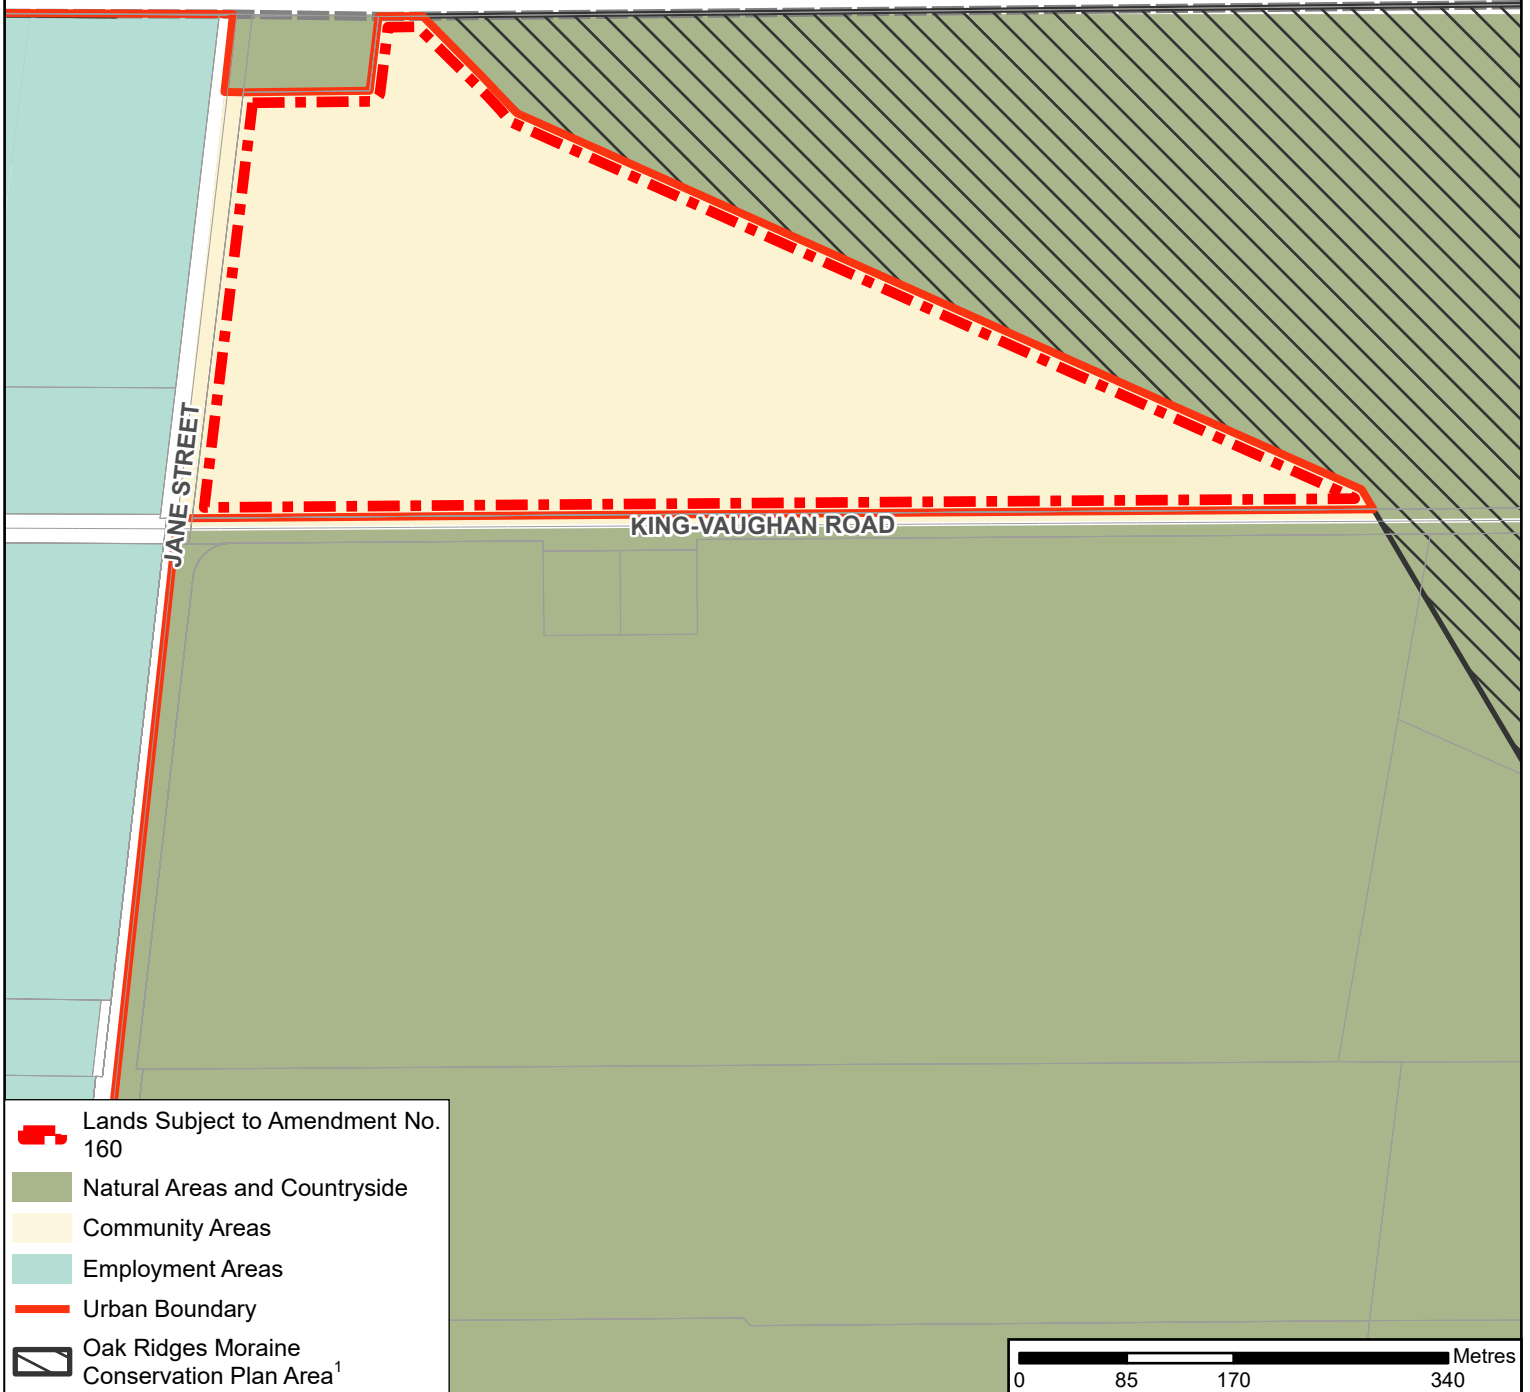 JANE STREET
KING-VAUGHAN ROAD
Lands Subject to Amendment No.
160
Natural Areas and Countryside
Community Areas
Employment Areas
Urban Boundary
Oak Ridges Moraine
Conservation Plan Area¹
Metres
0 85 170 340